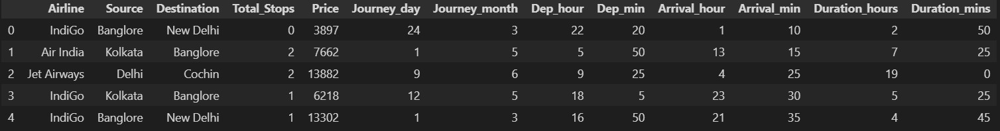 Airline Source Destination Total_Stops Price Journey_day Journey_month Dep_hour Dep_min Arrival_hour Arrival_min Duration_hours Duration_mins
0 IndiGo Banglore New Delhi 0 3897 24 3 22 20 1 10 2 50
1 Air India Kolkata Banglore 2 7662 1 5 5 50 13 15 7 25
2 Jet Airways Delhi Cochin 2 13882 9 6 9 25 4 25 19 0
3 IndiGo Kolkata Banglore 1 6218 12 5 18 5 23 30 5 25
4 IndiGo Banglore New Delhi 1 13302 1 3 16 50 21 35 4 45